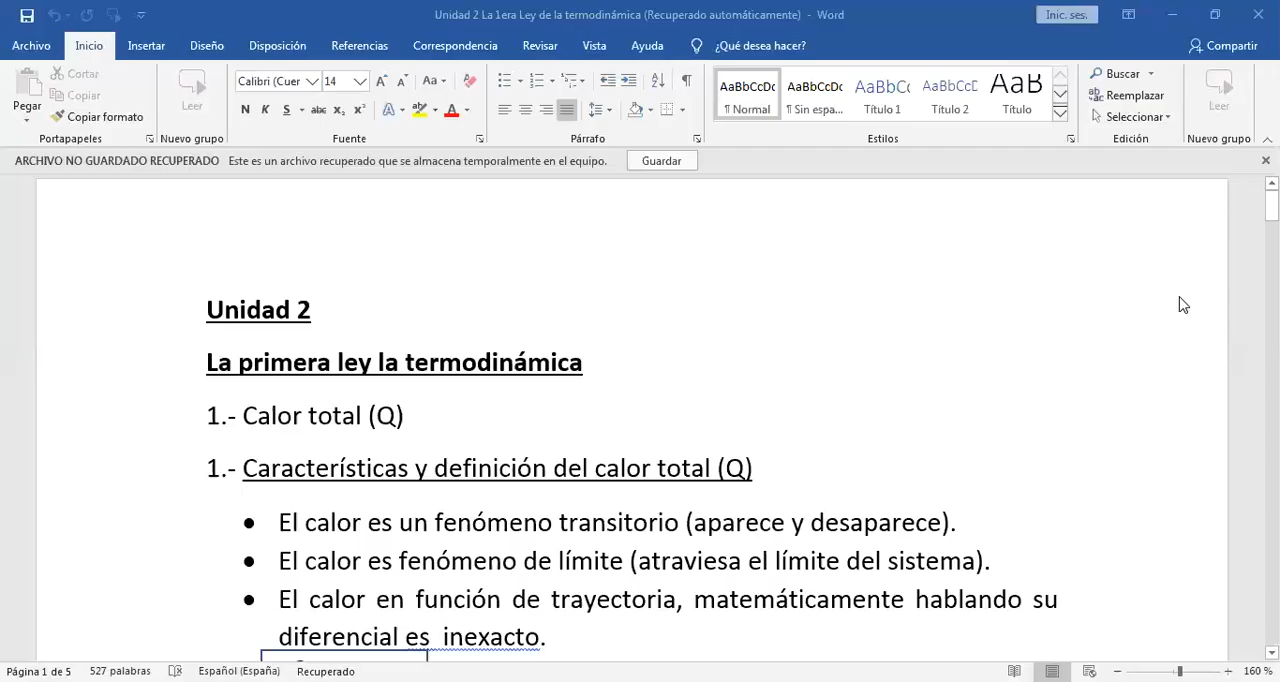 Unidad 2 La 1era Ley de la termodinámica (Recuperado automáticamente) - Word
Inic. ses.
Archivo Inicio Insertar Diseño Disposición Referencias Correspondencia Revisar Vista Ayuda ¿Qué desea hacer? Compartir
Pegar
Cortar
Copiar
Copiar formato
Portapapeles
Leer
Nuevo grupo
Calibri (Cuer 14
N K S abc x₂ x²
Fuente
Párrafo
AaBbCcDc AaBbCcDc AaBbCc AaBbCcD AaB
¶ Normal ¶ Sin espa... Título 1 Título 2 Título
Estilos
Buscar
Reemplazar
Seleccionar
Edición
Leer
Nuevo grupo
ARCHIVO NO GUARDADO RECUPERADO Este es un archivo recuperado que se almacena temporalmente en el equipo. Guardar
Unidad 2
La primera ley la termodinámica
1.- Calor total (Q)
1.- Características y definición del calor total (Q)
• El calor es un fenómeno transitorio (aparece y desaparece).
• El calor es fenómeno de límite (atraviesa el límite del sistema).
• El calor en función de trayectoria, matemáticamente hablando su
diferencial es inexacto.
Página 1 de 5 527 palabras Español (España) Recuperado 160 %